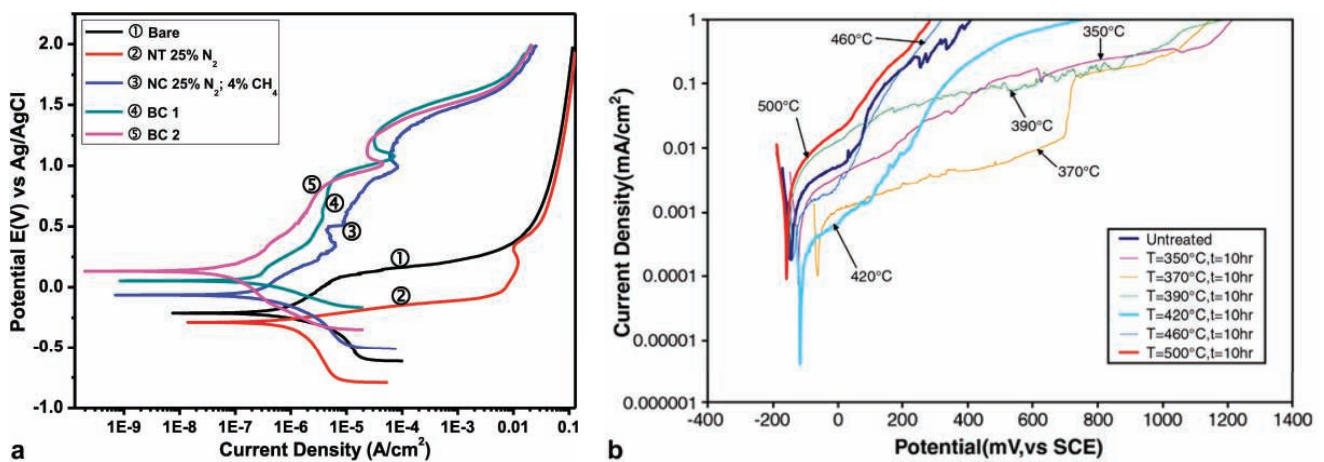 ① Bare
② NT 25% N₂
③ NC 25% N₂; 4% CH₄
④ BC 1
⑤ BC 2
2.0
1.5
1.0
0.5
0.0
-0.5
-1.0
Potential E(V) vs Ag/AgCl
⑤
④
③
①
②
1E-9 1E-8 1E-7 1E-6 1E-5 1E-4 1E-3 0.01 0.1
Current Density (A/cm²)
a
1
0.1
0.01
0.001
0.0001
0.00001
0.000001
Current Density(mA/cm²)
460°C
350°C
500°C
390°C
370°C
420°C
Untreated
T=350°C,t=10hr
T=370°C,t=10hr
T=390°C,t=10hr
T=420°C,t=10hr
T=460°C,t=10hr
T=500°C,t=10hr
-400 -200 0 200 400 600 800 1000 1200 1400
Potential(mV,vs SCE)
b